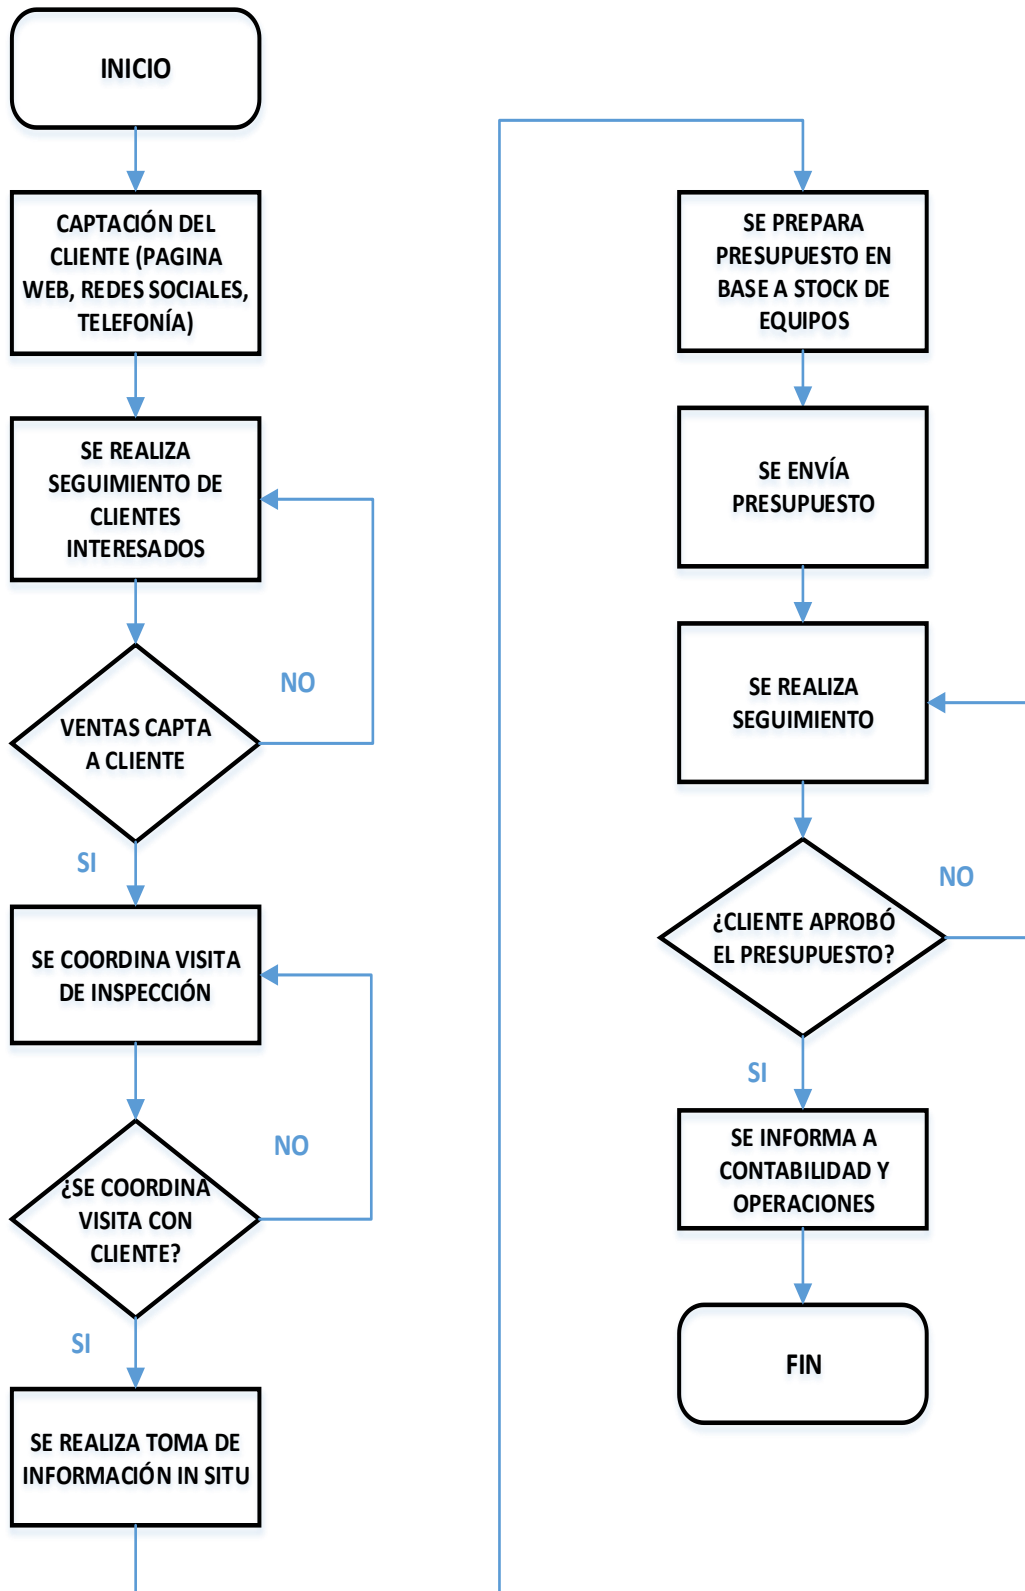 INICIO
CAPTACIÓN DEL
CLIENTE (PAGINA
WEB, REDES SOCIALES,
TELEFONÍA)
SE REALIZA
SEGUIMIENTO DE
CLIENTES
INTERESADOS
NO
VENTAS CAPTA
A CLIENTE
SI
SE COORDINA VISITA
DE INSPECCIÓN
NO
¿SE COORDINA
VISITA CON
CLIENTE?
SI
SE REALIZA TOMA DE
INFORMACIÓN IN SITU
SE PREPARA
PRESUPUESTO EN
BASE A STOCK DE
EQUIPOS
SE ENVÍA
PRESUPUESTO
SE REALIZA
SEGUIMIENTO
NO
¿CLIENTE APROBÓ
EL PRESUPUESTO?
SI
SE INFORMA A
CONTABILIDAD Y
OPERACIONES
FIN